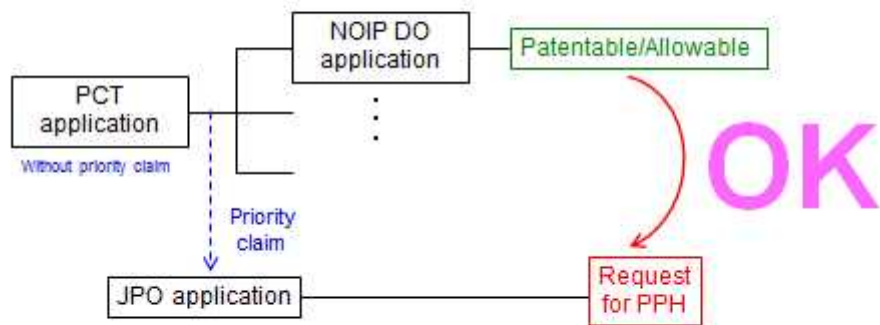 NOIP DO
application
Patentable/Allowable
PCT
application
Without priority claim
OK
Priority
claim
JPO application
Request
for PPH